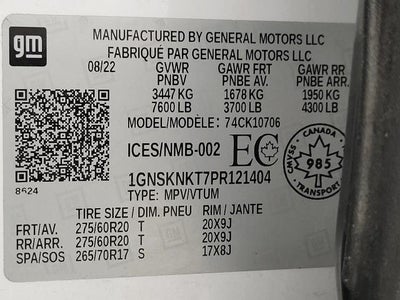 gm
MANUFACTURED BY GENERAL MOTORS LLC
FABRIQUÉ PAR GENERAL MOTORS LLC
08/22 GVWR GAWR FRT GAWR RR
PNBV PNBE AV. PNBE ARR.
3447 KG 1678 KG 1950 KG
7600 LB 3700 LB 4300 LB
MODEL/MODÈLE: 74CK10706
ICES/NMB-002 EC
CANADA
CMVSS 985 NSVAC
TRANSPORT
1GNSKNKT7PR121404
8624
TYPE: MPV/VTUM
TIRE SIZE / DIM. PNEU RIM / JANTE
FRT/AV. 275/60R20 T 20X9J
RR/ARR. 275/60R20 T 20X9J
SPA/SOS 265/70R17 S 17X8J